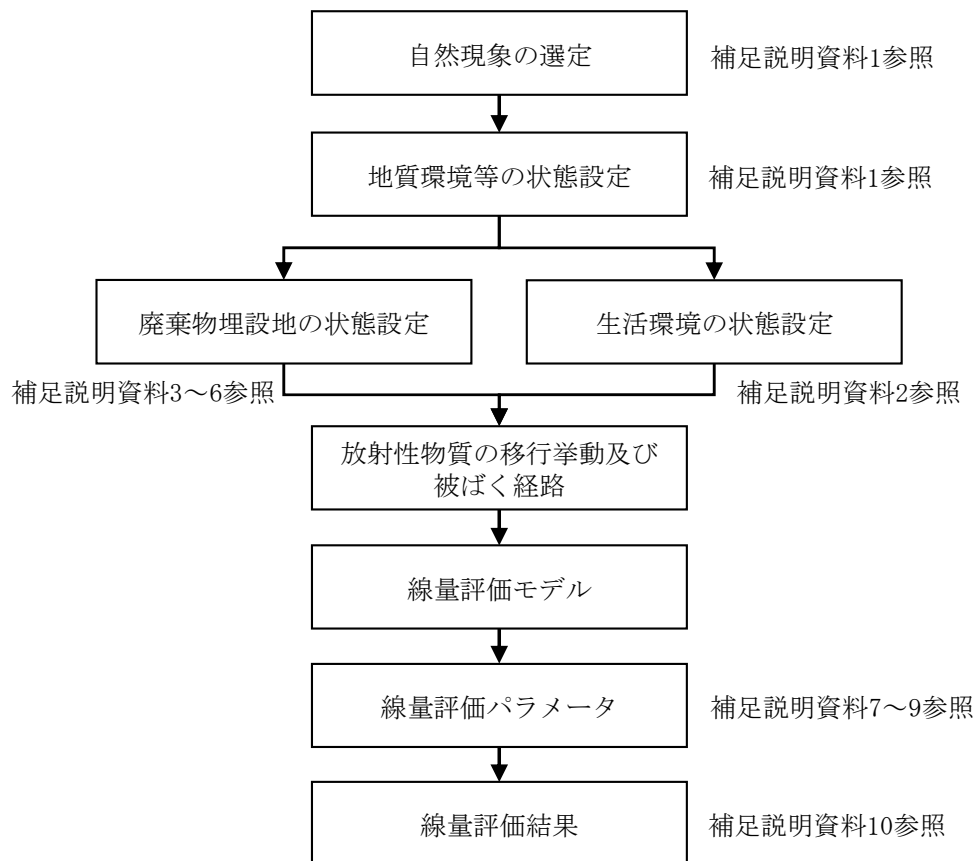 自然現象の選定
補足説明資料1参照
地質環境等の状態設定
補足説明資料1参照
廃棄物埋設地の状態設定
生活環境の状態設定
補足説明資料3～6参照
補足説明資料2参照
放射性物質の移行挙動及び
被ばく経路
線量評価モデル
線量評価パラメータ
補足説明資料7～9参照
線量評価結果
補足説明資料10参照